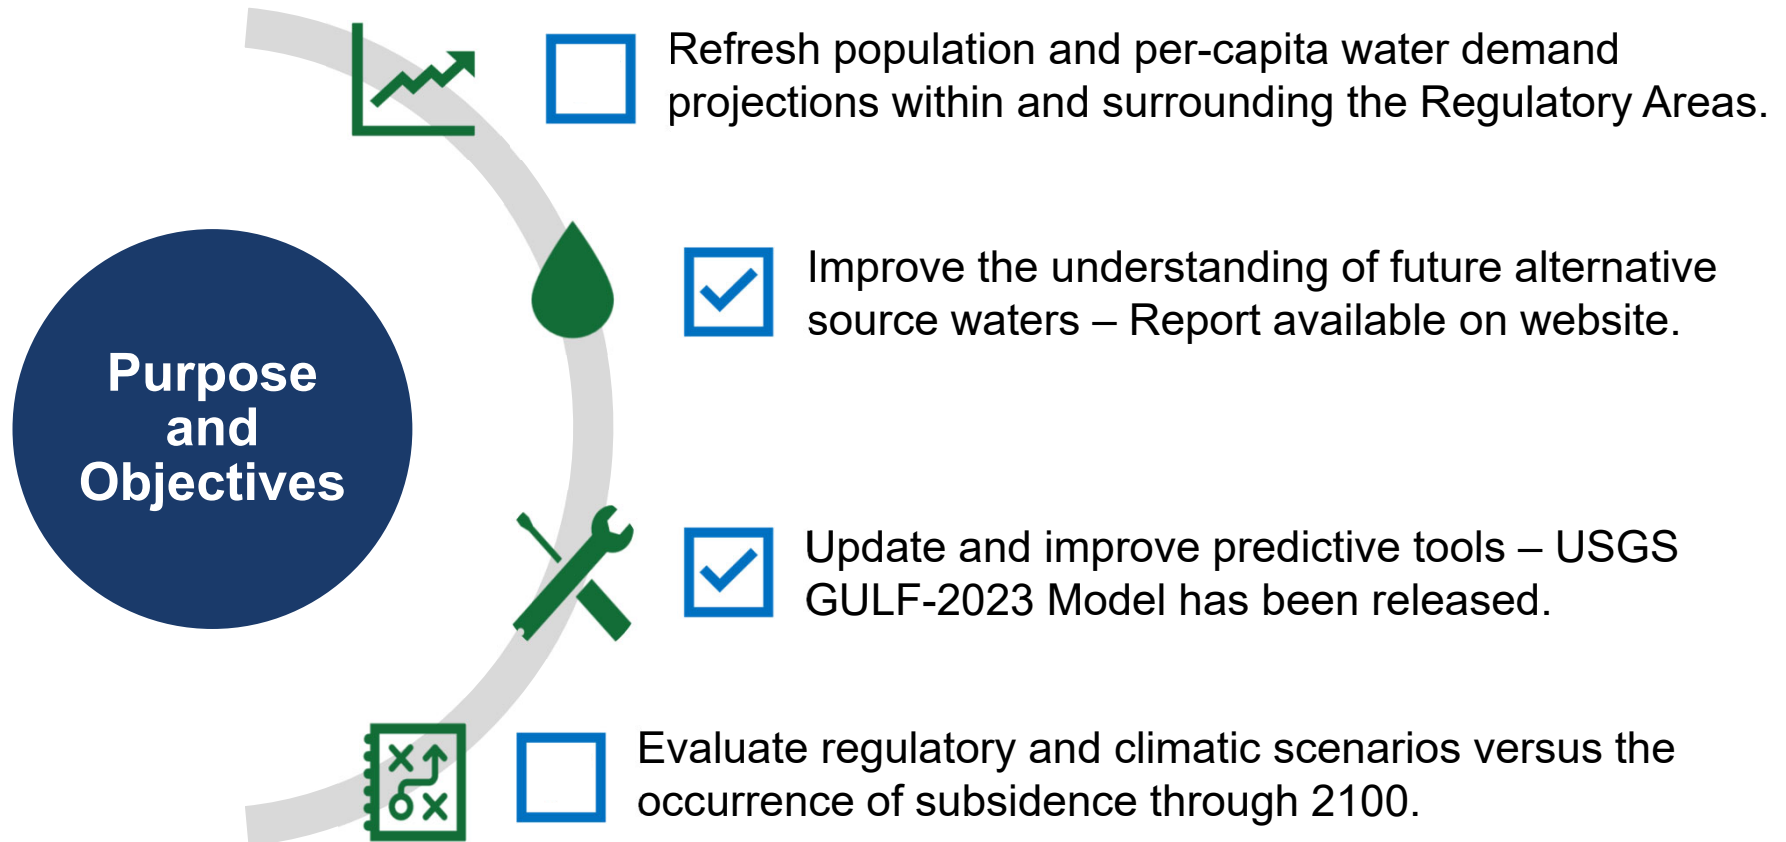 Refresh population and per-capita water demand
projections within and surrounding the Regulatory Areas.
Improve the understanding of future alternative
source waters – Report available on website.
Purpose
and
Objectives
Update and improve predictive tools – USGS
GULF-2023 Model has been released.
Evaluate regulatory and climatic scenarios versus the
occurrence of subsidence through 2100.